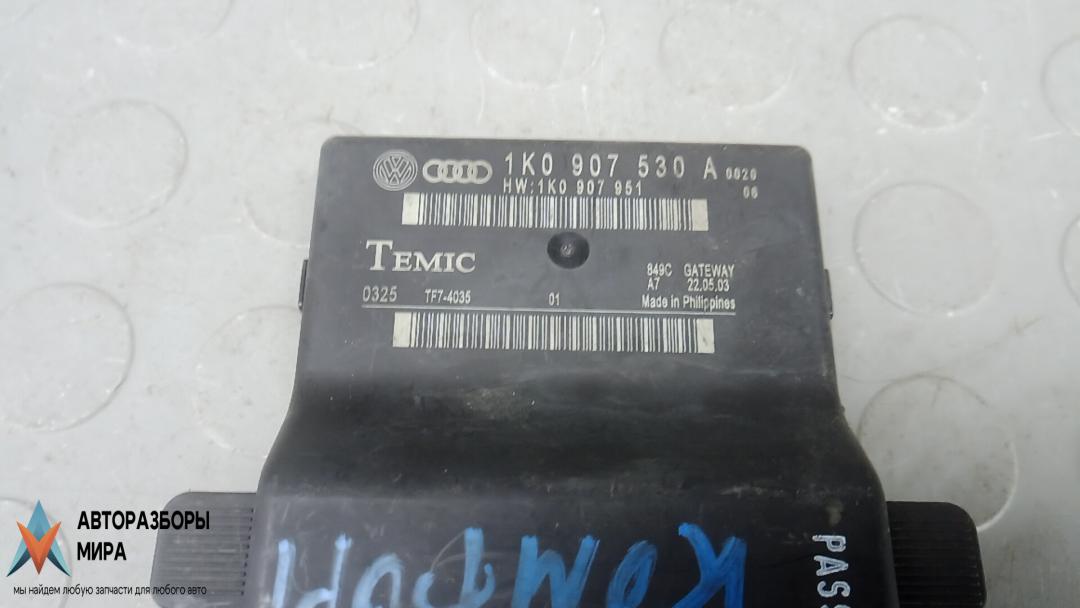 1K0 907 530 A 0020
HW:1K0 907 951 06
TEMIC
849C GATEWAY
A7 22.05.03
0325 TF7-4035 01 Made in Philippines
PASS
АВТОРАЗБОРЫ
МИРА
мы найдем любую запчасти для любого авто